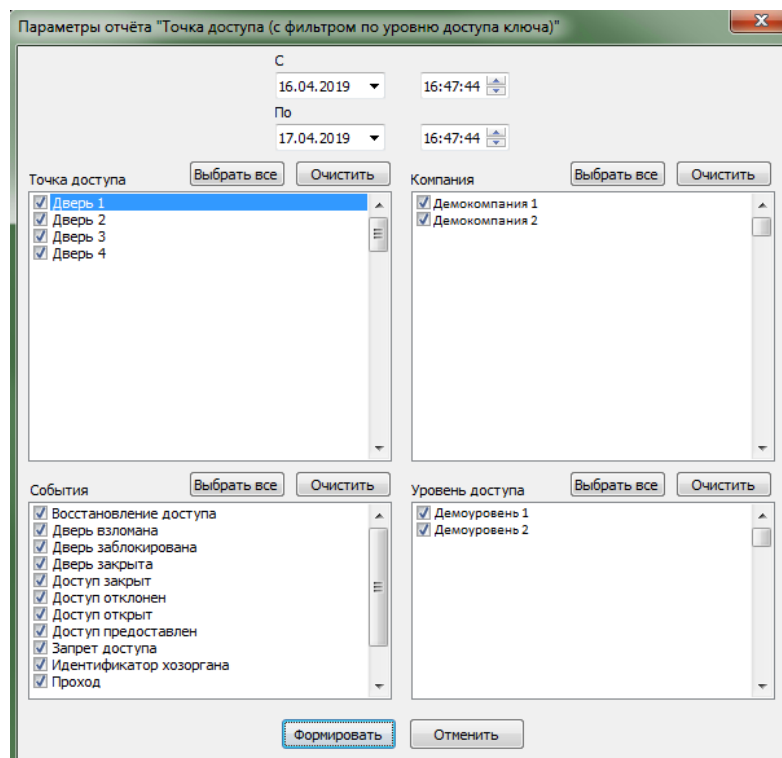 Параметры отчёта "Точка доступа (с фильтром по уровню доступа ключа)"
С
16.04.2019 16:47:44
По
17.04.2019 16:47:44
Точка доступа Выбрать все Очистить
Дверь 1
Дверь 2
Дверь 3
Дверь 4
Компания Выбрать все Очистить
Демокомпания 1
Демокомпания 2
События Выбрать все Очистить
Восстановление доступа
Дверь взломана
Дверь заблокирована
Дверь закрыта
Доступ закрыт
Доступ отклонен
Доступ открыт
Доступ предоставлен
Запрет доступа
Идентификатор хозоргана
Проход
Уровень доступа Выбрать все Очистить
Демоуровень 1
Демоуровень 2
Формировать Отменить